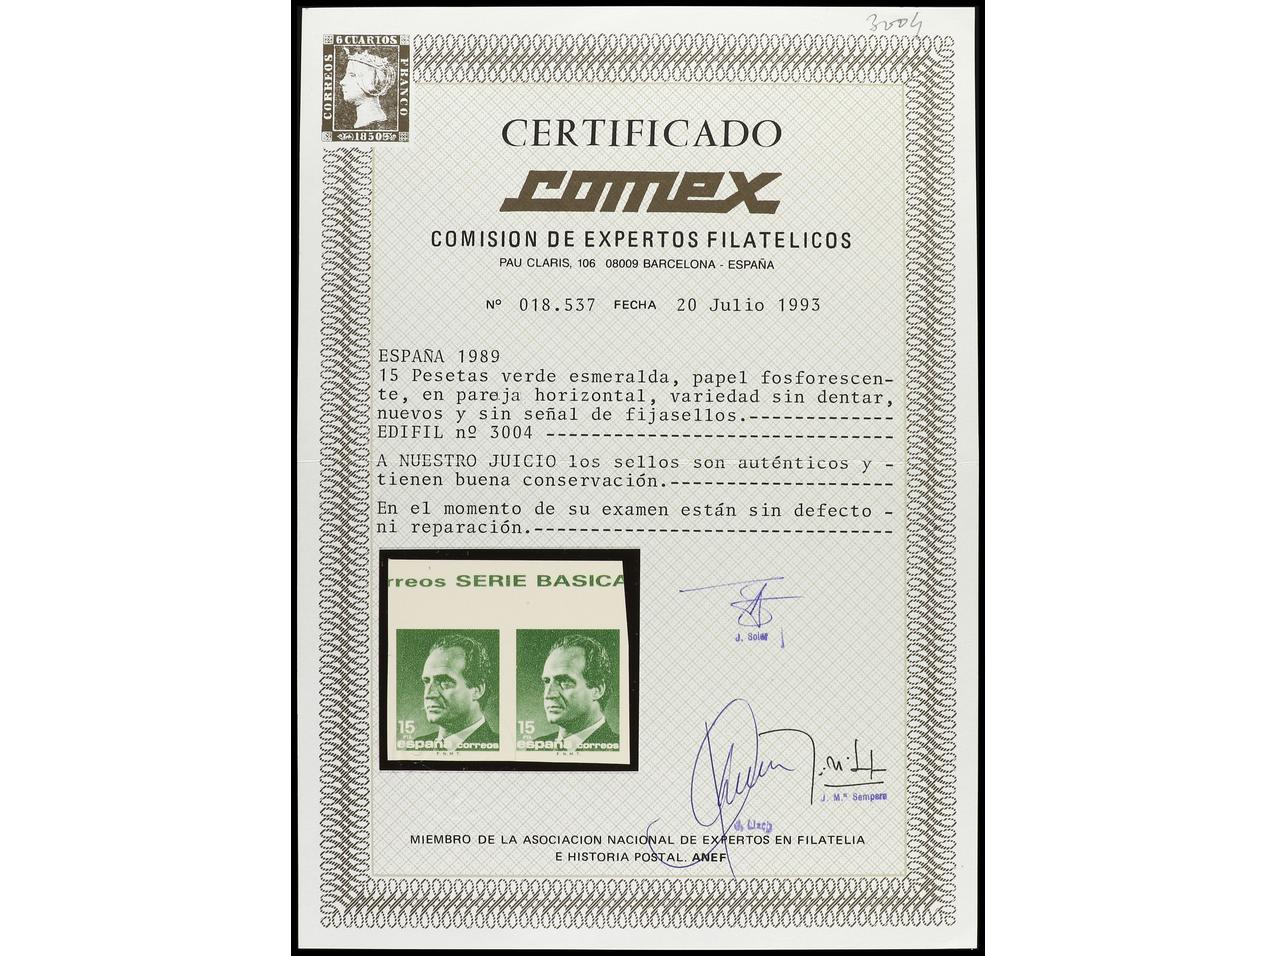 3004
6 CUARTOS
CORREOS
FRANCO
1850
CERTIFICADO
comex
COMISION DE EXPERTOS FILATELICOS
PAU CLARIS, 106 08009 BARCELONA - ESPAÑA
Nº 018.537 FECHA 20 Julio 1993
ESPAÑA 1989
15 Pesetas verde esmeralda, papel fosforescen-
te, en pareja horizontal, variedad sin dentar,
nuevos y sin señal de fijasellos.-------------
EDIFIL nº 3004 -------------------------------
A NUESTRO JUICIO los sellos son auténticos y -
tienen buena conservación.--------------------
En el momento de su examen están sin defecto -
ni reparación.--------------------------------
rreos SERIE BASICA
15 PTA
españa correos
F.N.M.T.
15 PTA
españa correos
F.N.M.T.
J. Soler
J. M.ª Sempere
J. Llach
MIEMBRO DE LA ASOCIACION NACIONAL DE EXPERTOS EN FILATELIA
E HISTORIA POSTAL. ANEF